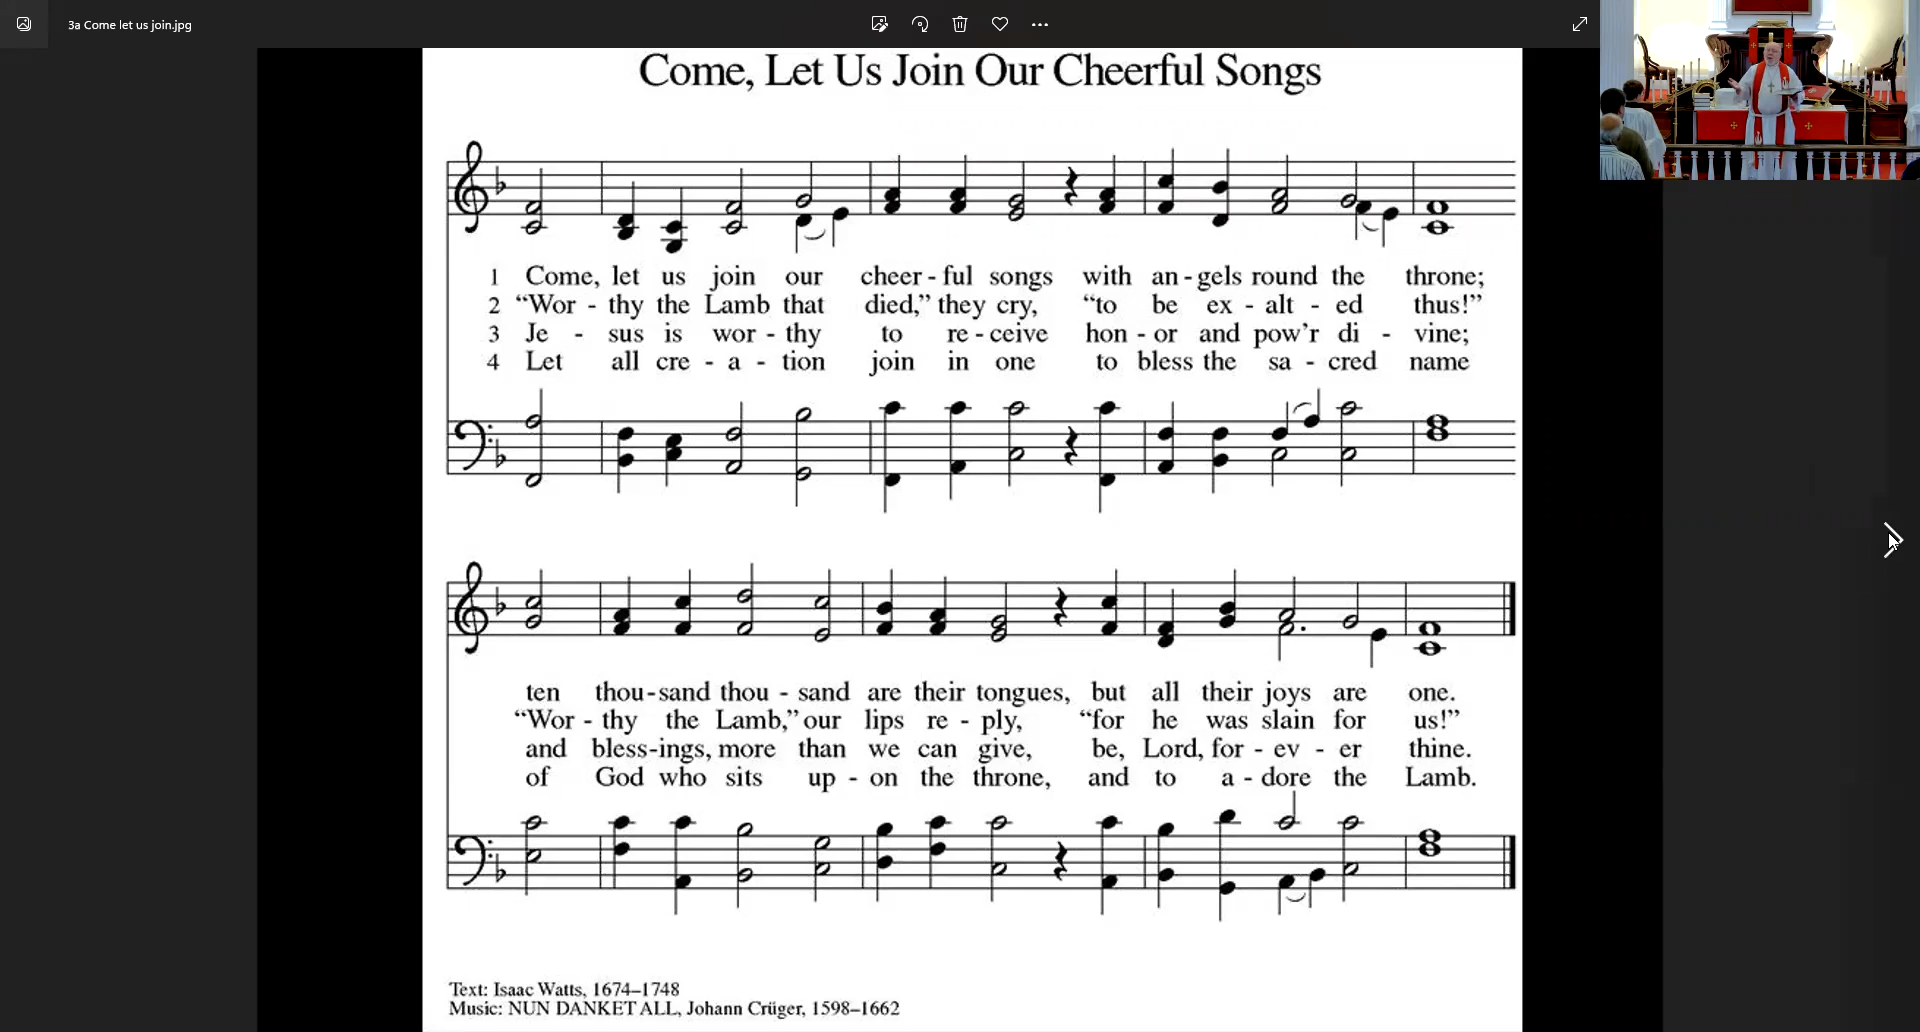 3a Come let us join.jpg
Come, Let Us Join Our Cheerful Songs
1 Come, let us join our cheer - ful songs with an - gels round the throne;
2 “Wor - thy the Lamb that died,” they cry, “to be ex - alt - ed thus!”
3 Je - sus is wor - thy to re - ceive hon - or and pow’r di - vine;
4 Let all cre - a - tion join in one to bless the sa - cred name
ten thou - sand thou - sand are their tongues, but all their joys are one.
“Wor - thy the Lamb,” our lips re - ply, “for he was slain for us!”
and bless - ings, more than we can give, be, Lord, for - ev - er thine.
of God who sits up - on the throne, and to a - dore the Lamb.
Text: Isaac Watts, 1674–1748
Music: NUN DANKET ALL, Johann Crüger, 1598–1662